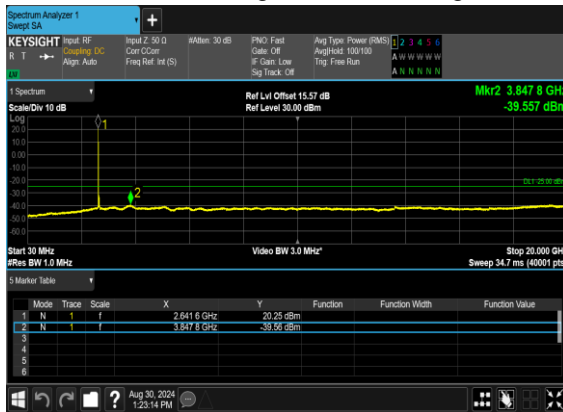 Spectrum Analyzer 1
Swept SA
KEYSIGHT Input: RF Input Z: 50 Ω #Atten: 30 dB PNO: Fast Avg Type: Power (RMS) 1 2 3 4 5 6
R T Coupling: DC Corr CCorr Gate: Off Avg|Hold: 100/100 A W W W W W
Align: Auto Freq Ref: Int (S) IF Gain: Low Trig: Free Run
Sig Track: Off A N N N N N
LXI
1 Spectrum Ref Lvl Offset 15.57 dB Mkr2 3.847 8 GHz
Scale/Div 10 dB Ref Level 30.00 dBm -39.557 dBm
Log
20.0
10.0
0.00
-10.0
-20.0
-30.0
-40.0
-50.0
-60.0
1
2
DL1 -25.00 dBm
Start 30 MHz Video BW 3.0 MHz* Stop 20.000 GH
#Res BW 1.0 MHz Sweep 34.7 ms (40001 pts
5 Marker Table
Mode Trace Scale X Y Function Function Width Function Value
1 N 1 f 2.641 6 GHz 20.25 dBm
2 N 1 f 3.847 8 GHz -39.56 dBm
3
4
5
6
? Aug 30, 2024
1:23:14 PM